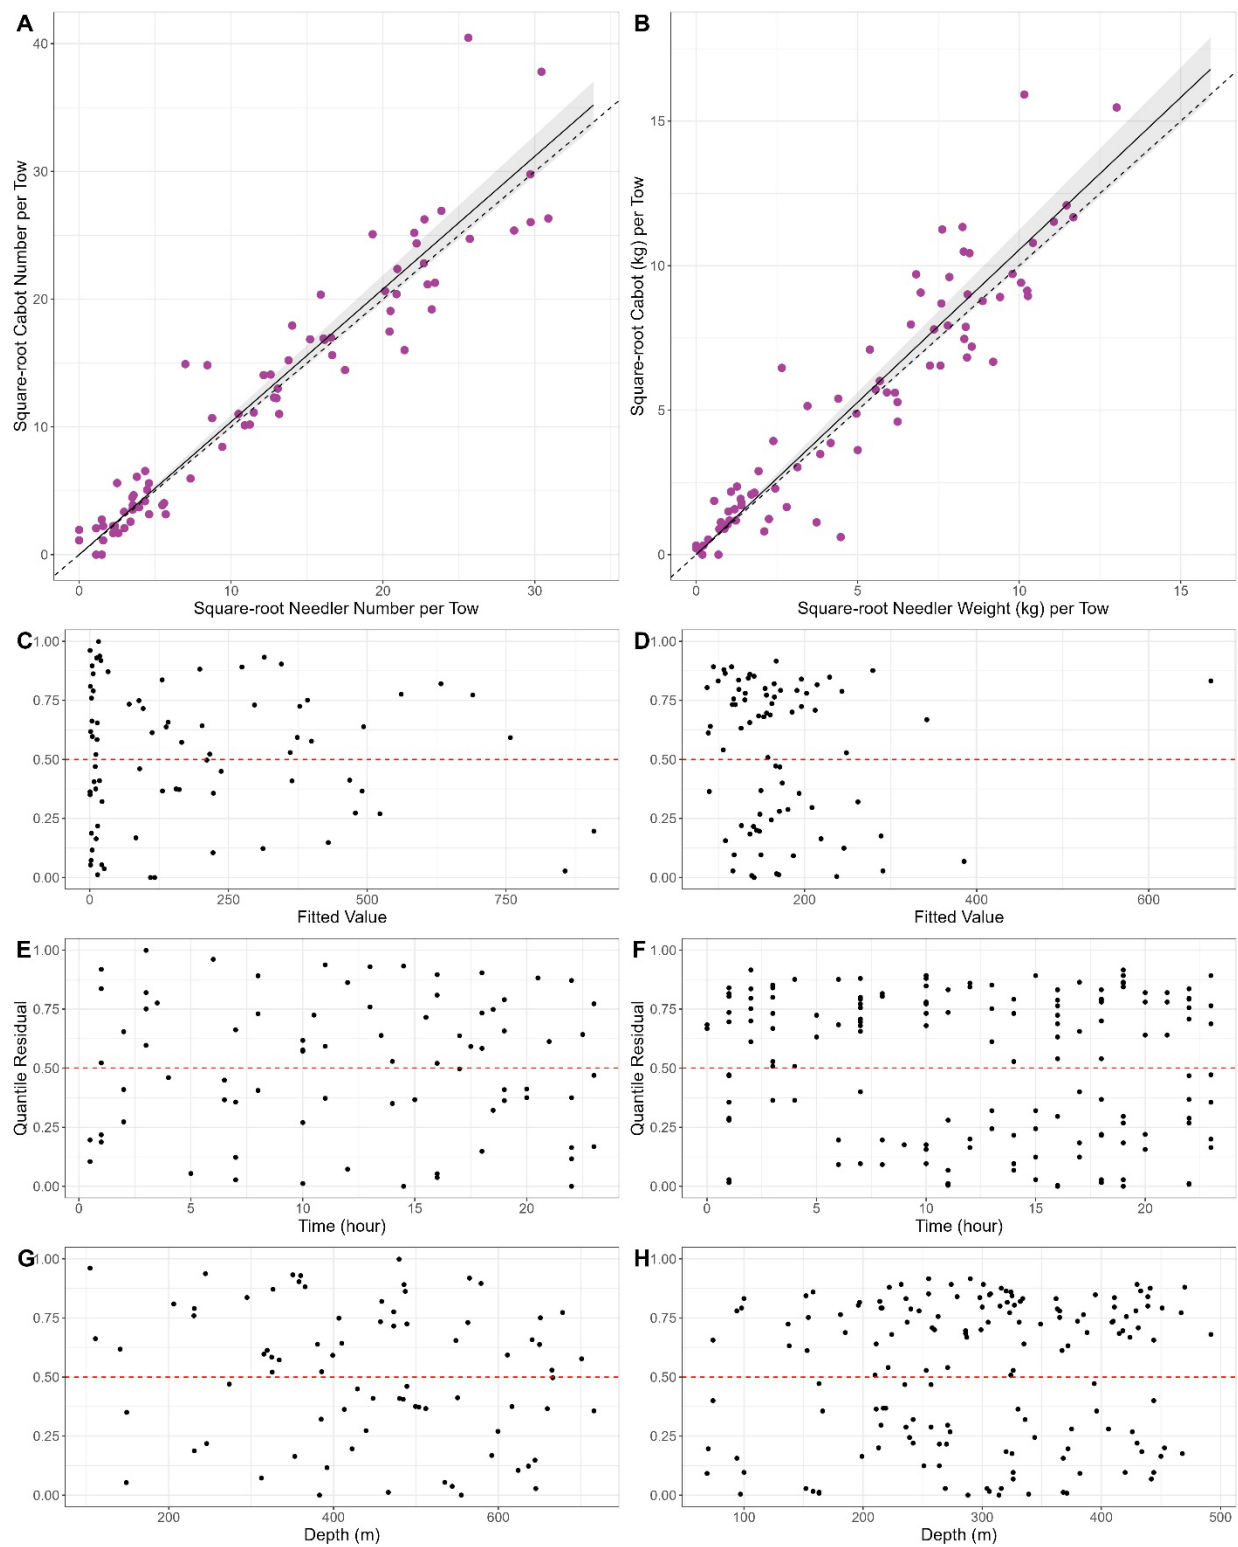 A
B
Square-root Cabot Number per Tow
40
30
20
10
0
0 10 20 30
Square-root Needler Number per Tow
Square-root Cabot (kg) per Tow
15
10
5
0
0 5 10 15
Square-root Needler Weight (kg) per Tow
C
1.00
0.75
0.50
0.25
0.00
0 250 500 750
Fitted Value
D
1.00
0.75
0.50
0.25
0.00
200 400 600
Fitted Value
E
Quantile Residual
1.00
0.75
0.50
0.25
0.00
0 5 10 15 20
Time (hour)
F
Quantile Residual
1.00
0.75
0.50
0.25
0.00
0 5 10 15 20
Time (hour)
G
1.00
0.75
0.50
0.25
0.00
200 400 600
Depth (m)
H
1.00
0.75
0.50
0.25
0.00
100 200 300 400 500
Depth (m)